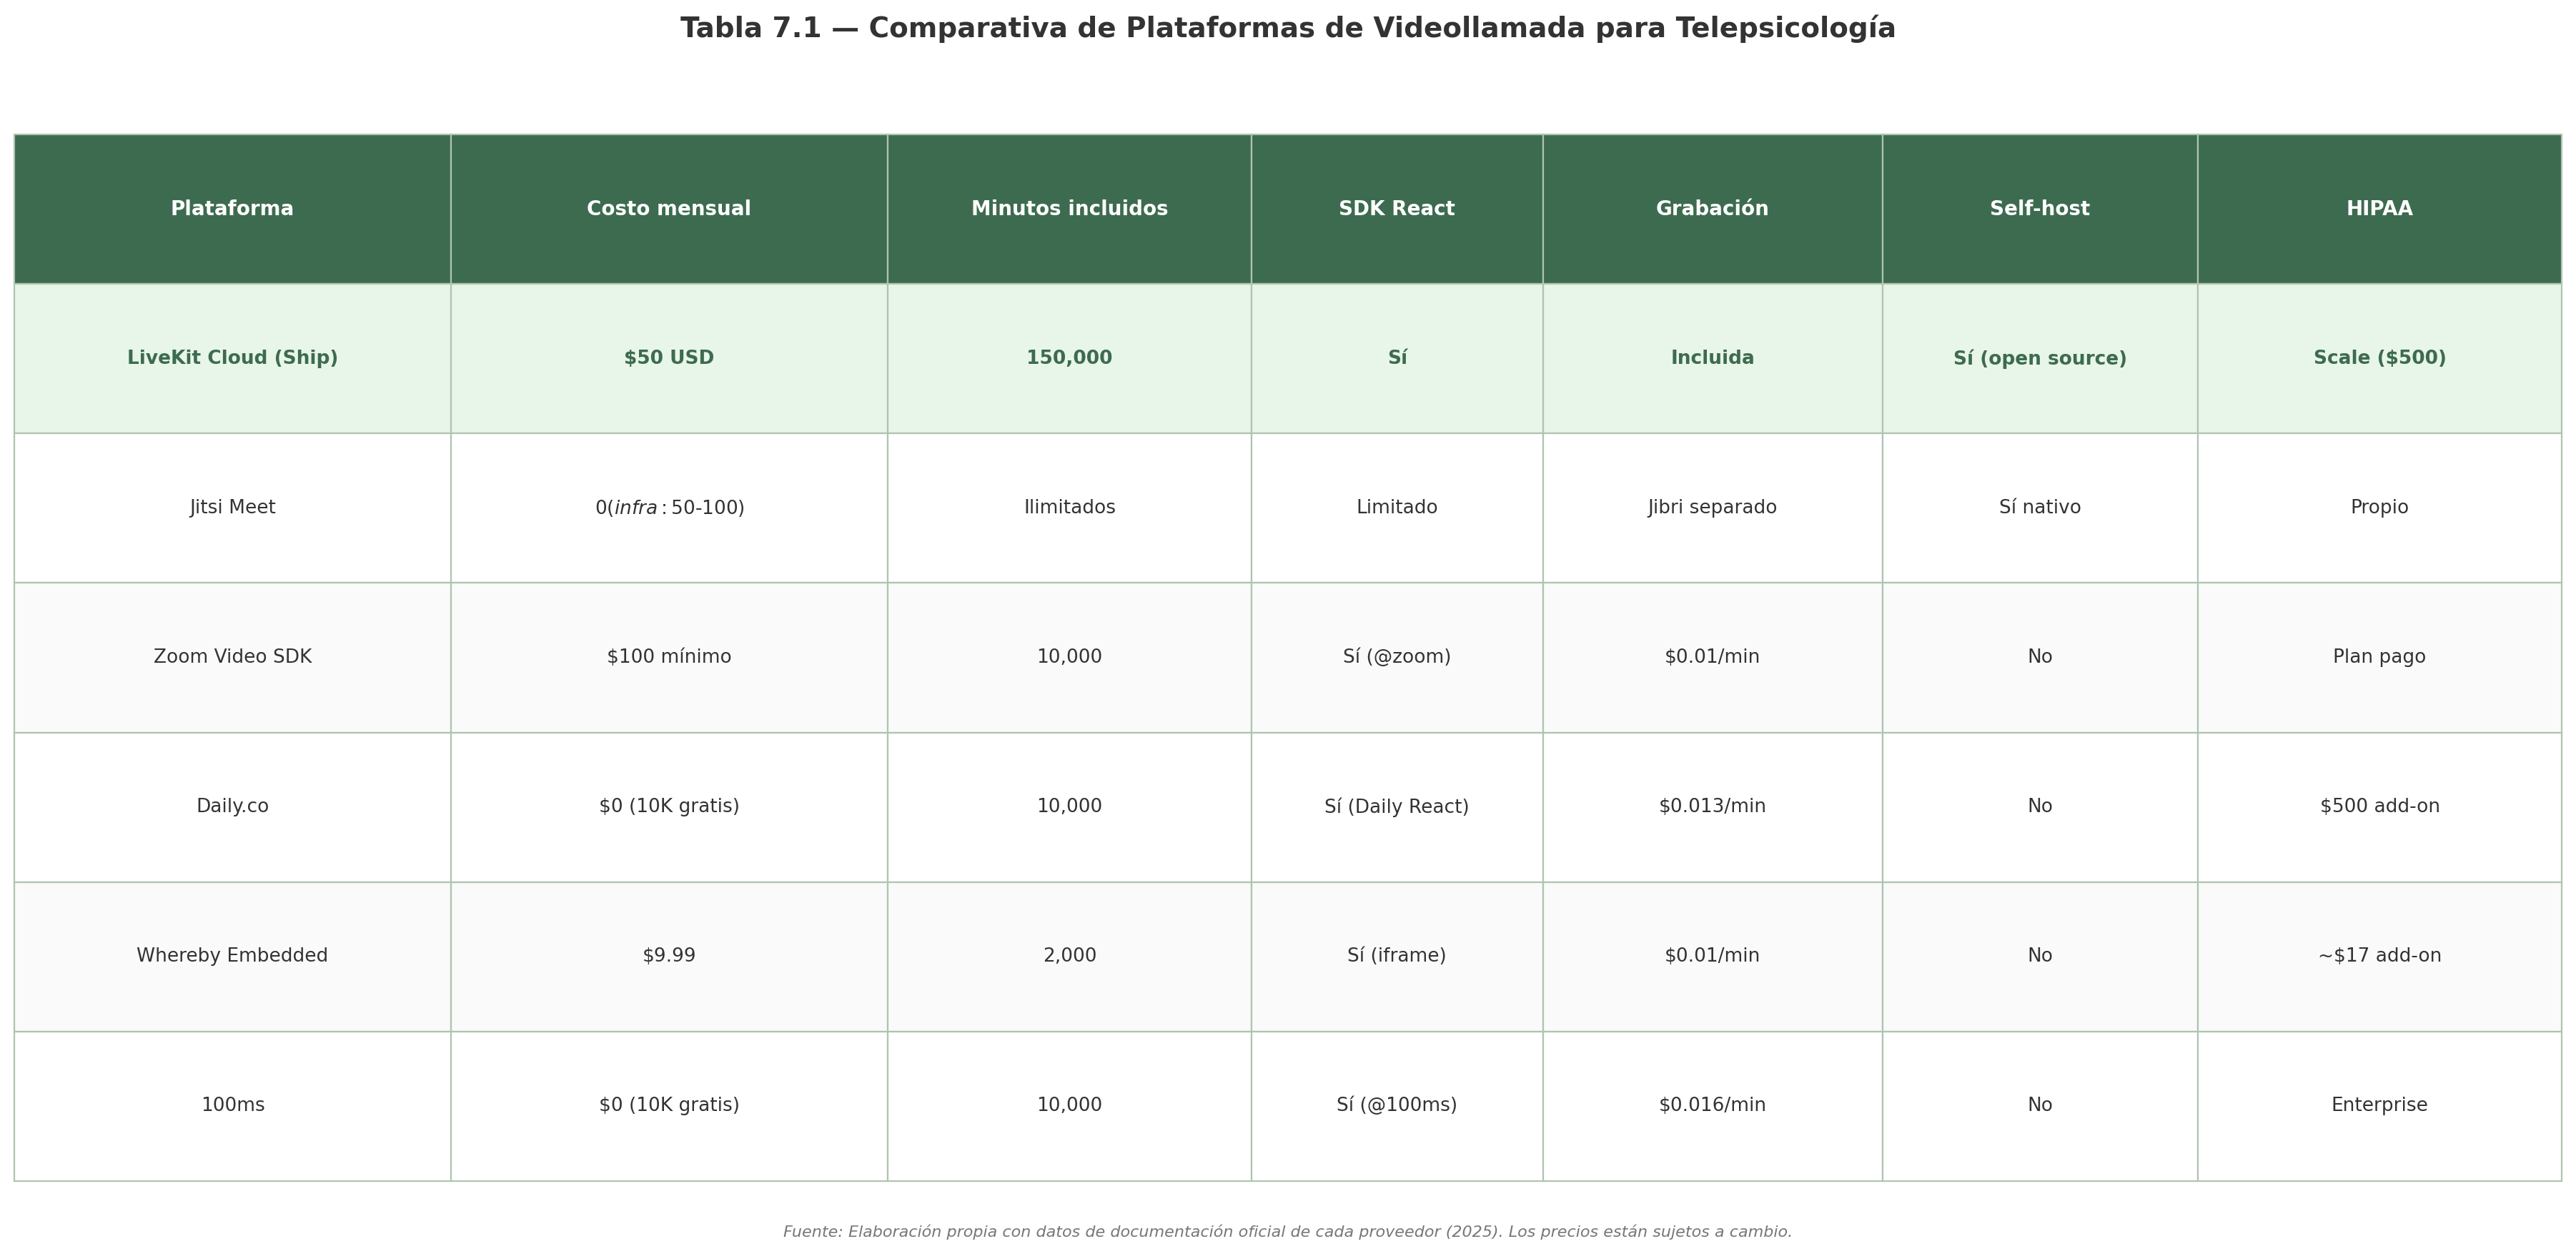 Tabla 7.1 — Comparativa de Plataformas de Videollamada para Telepsicología
Plataforma Costo mensual Minutos incluidos SDK React Grabación Self-host HIPAA
LiveKit Cloud (Ship) $50 USD 150,000 Sí Incluida Sí (open source) Scale ($500)
Jitsi Meet 0(infra:50-100) Ilimitados Limitado Jibri separado Sí nativo Propio
Zoom Video SDK $100 mínimo 10,000 Sí (@zoom) $0.01/min No Plan pago
Daily.co $0 (10K gratis) 10,000 Sí (Daily React) $0.013/min No $500 add-on
Whereby Embedded $9.99 2,000 Sí (iframe) $0.01/min No ~$17 add-on
100ms $0 (10K gratis) 10,000 Sí (@100ms) $0.016/min No Enterprise
Fuente: Elaboración propia con datos de documentación oficial de cada proveedor (2025). Los precios están sujetos a cambio.